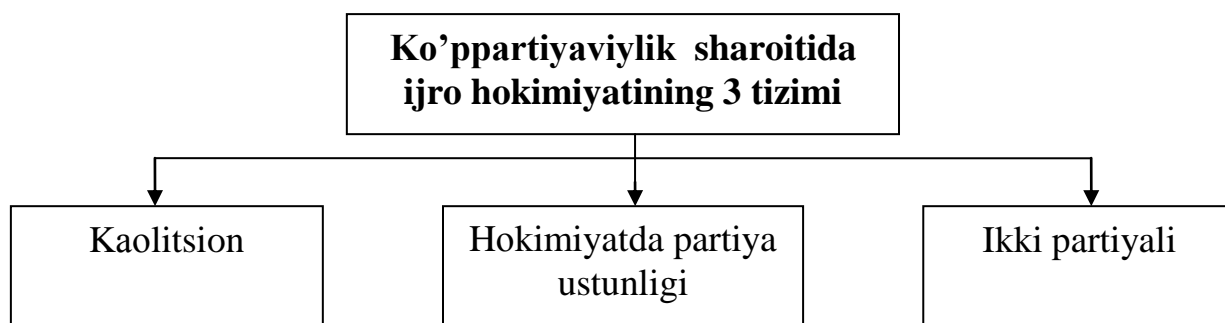 Ko’ppartiyaviylik sharoitida
ijro hokimiyatining 3 tizimi
Kaolitsion
Hokimiyatda partiya
ustunligi
Ikki partiyali